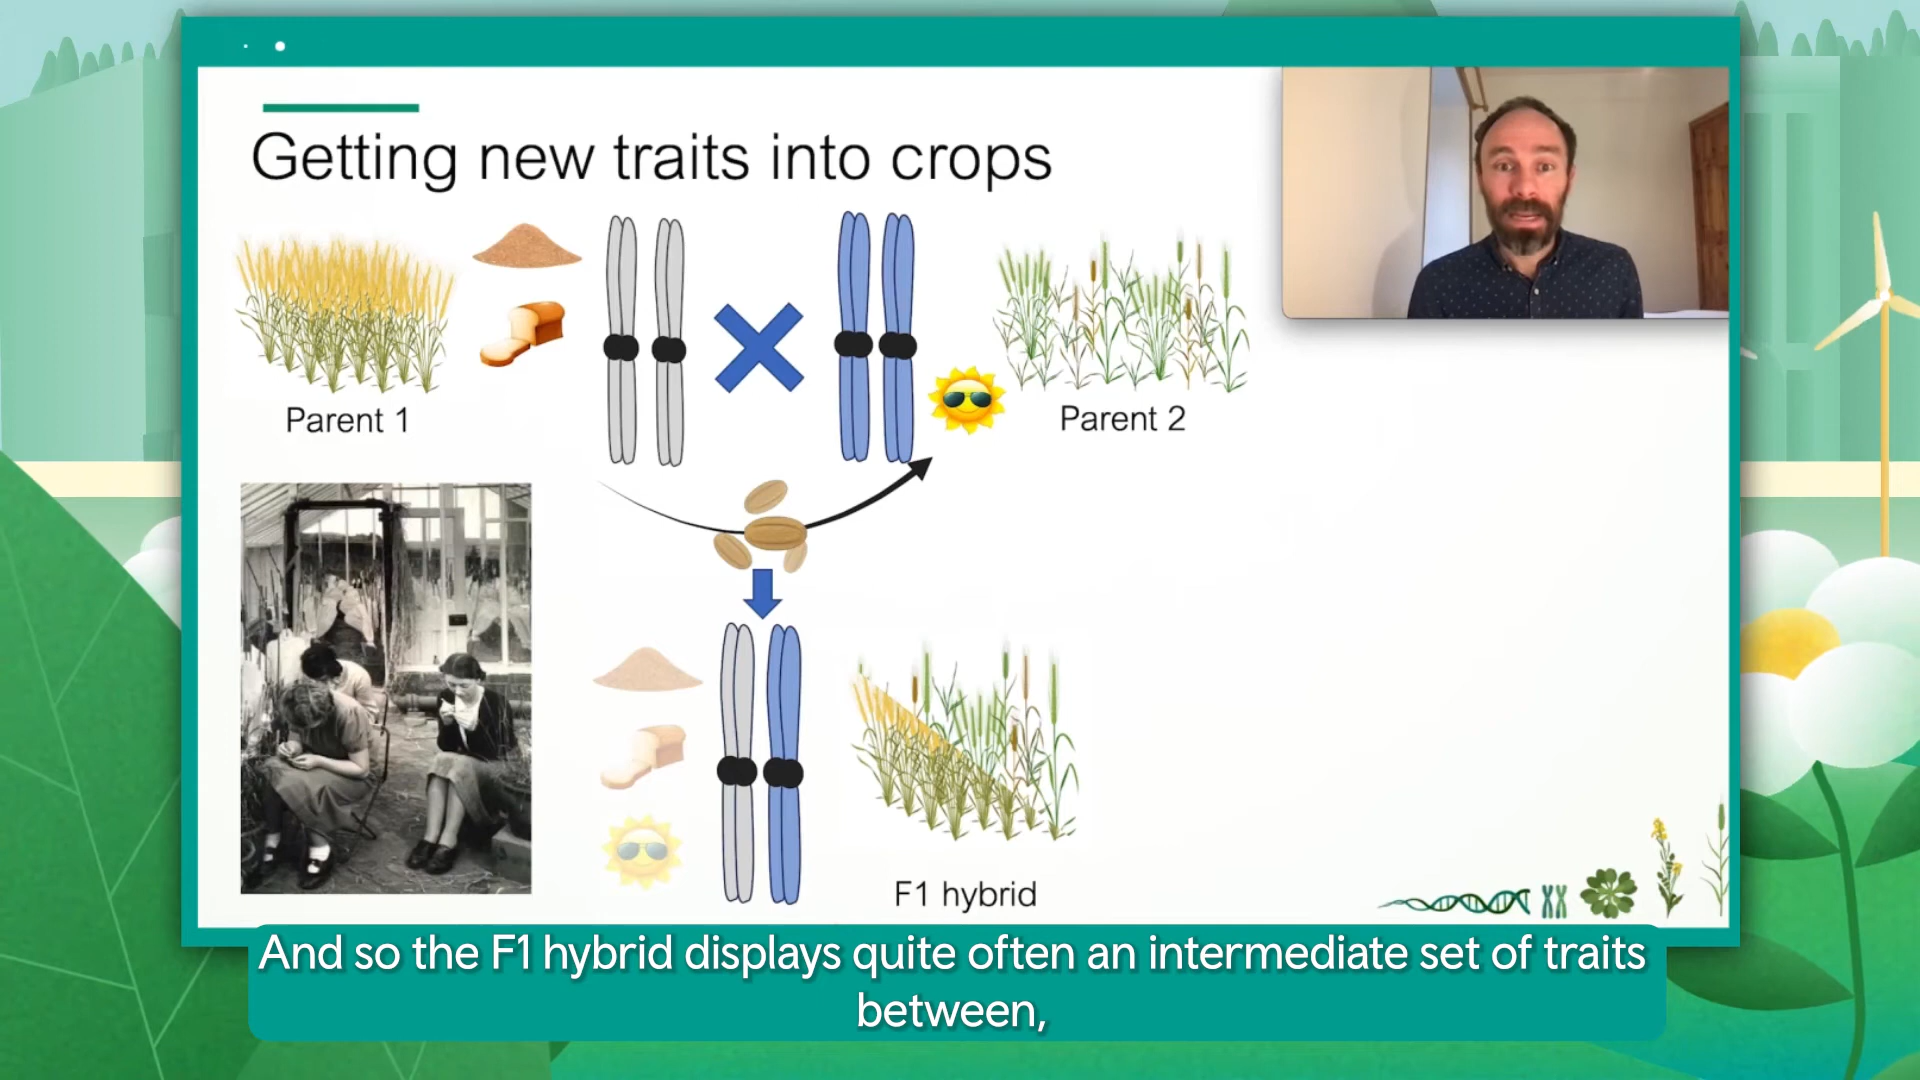 Getting new traits into crops
Parent 1
Parent 2
F1 hybrid
And so the F1 hybrid displays quite often an intermediate set of traits
between,